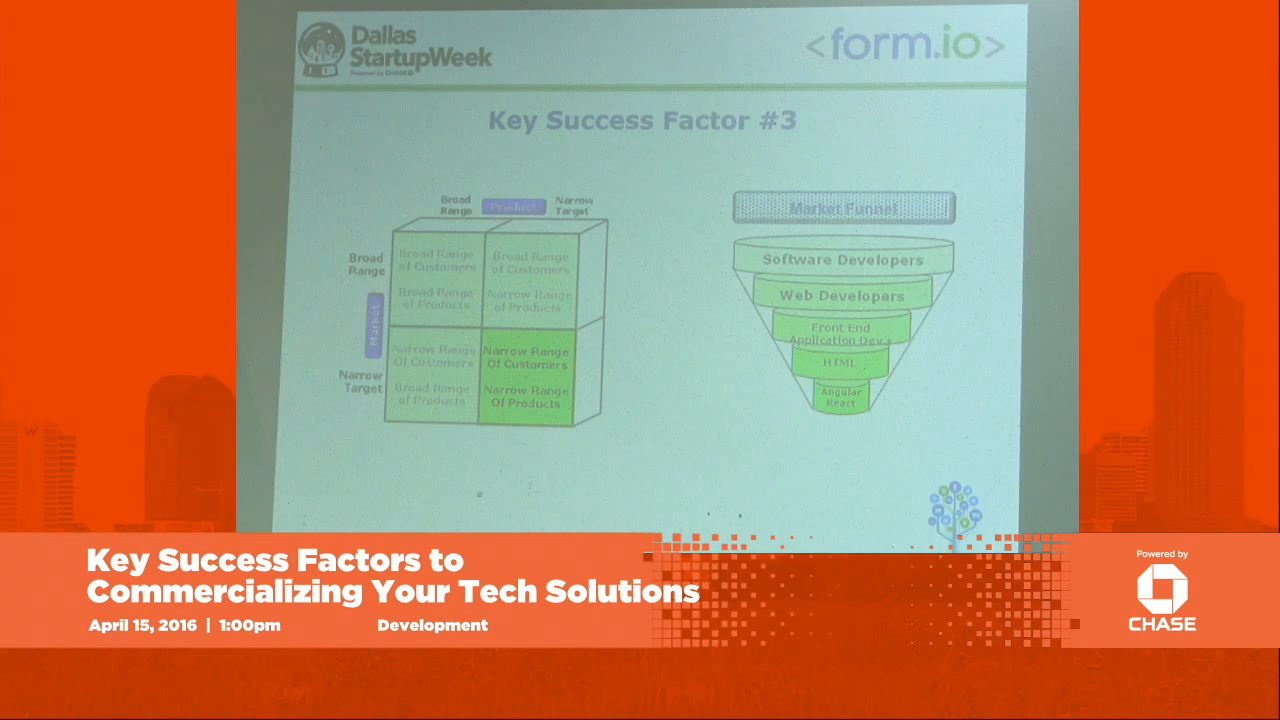 Dallas
StartupWeek
Powered by CHASE
<form.io>
Key Success Factor #3
Broad
Range
Product
Narrow
Target
Broad
Range
Market
Narrow
Target
Broad Range
of Customers
Broad Range
of Products
Broad Range
of Customers
Narrow Range
of Products
Narrow Range
Of Customers
Broad Range
of Products
Narrow Range
Of Customers
Narrow Range
Of Products
Market Funnel
Software Developers
Web Developers
Front End
Application Dev.s
HTML
Angular
React
Key Success Factors to
Commercializing Your Tech Solutions
April 15, 2016 | 1:00pm
Development
Powered by
CHASE
W